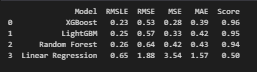 Model RMSLE RMSE MSE MAE Score
0 XGBoost 0.23 0.53 0.28 0.39 0.96
1 LightGBM 0.25 0.57 0.33 0.42 0.95
2 Random Forest 0.26 0.64 0.42 0.43 0.94
3 Linear Regression 0.65 1.88 3.54 1.57 0.50